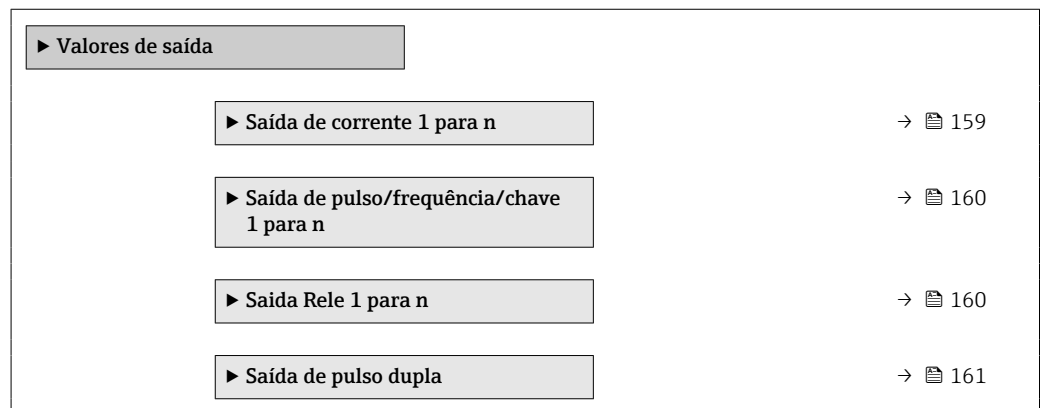 ▶ Valores de saída
▶ Saída de corrente 1 para n → 159
▶ Saída de pulso/frequência/chave → 160
1 para n
▶ Saida Rele 1 para n → 160
▶ Saída de pulso dupla → 161